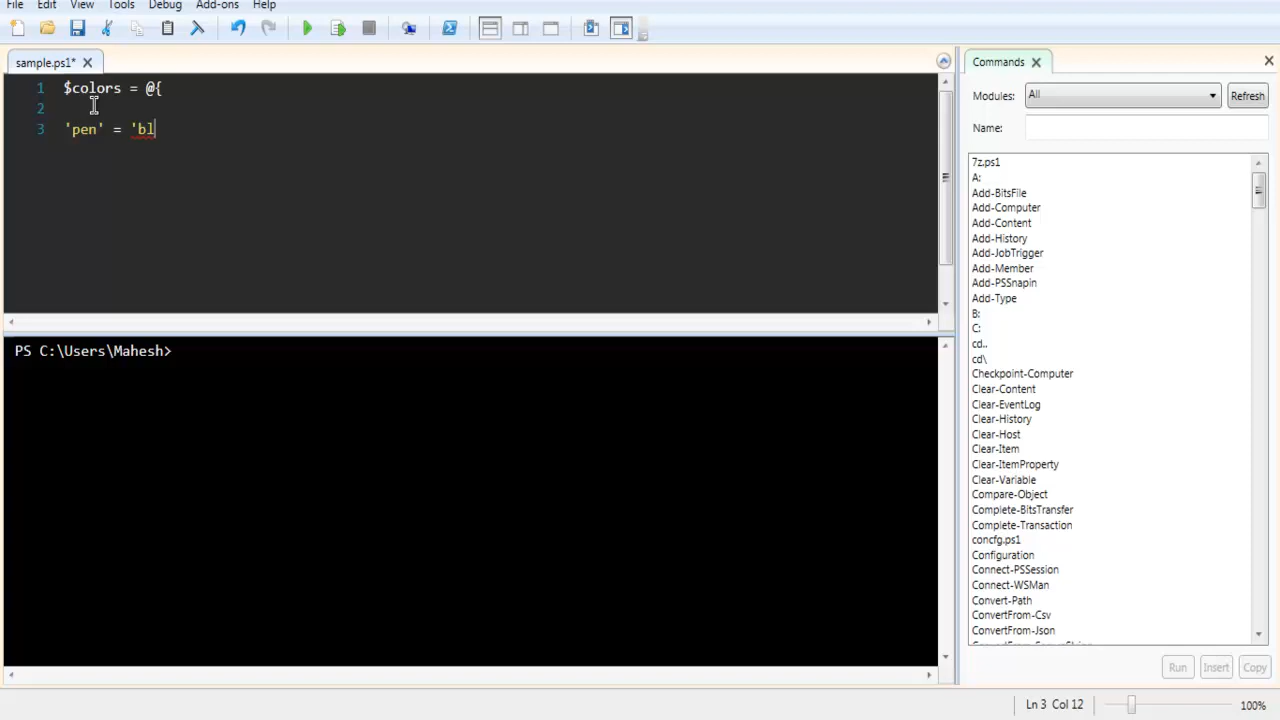 File Edit View Tools Debug Add-ons Help
sample.ps1*
1 $colors = @{
2
3 'pen' = 'bl
PS C:\Users\Mahesh>
Ln 3 Col 12
100%
Commands
Modules: All Refresh
Name:
7z.ps1
A:
Add-BitsFile
Add-Computer
Add-Content
Add-History
Add-JobTrigger
Add-Member
Add-PSSnapin
Add-Type
B:
C:
cd..
cd\
Checkpoint-Computer
Clear-Content
Clear-EventLog
Clear-History
Clear-Host
Clear-Item
Clear-ItemProperty
Clear-Variable
Compare-Object
Complete-BitsTransfer
Complete-Transaction
concfg.ps1
Configuration
Connect-PSSession
Connect-WSMan
Convert-Path
ConvertFrom-Csv
ConvertFrom-Json
Run Insert Copy